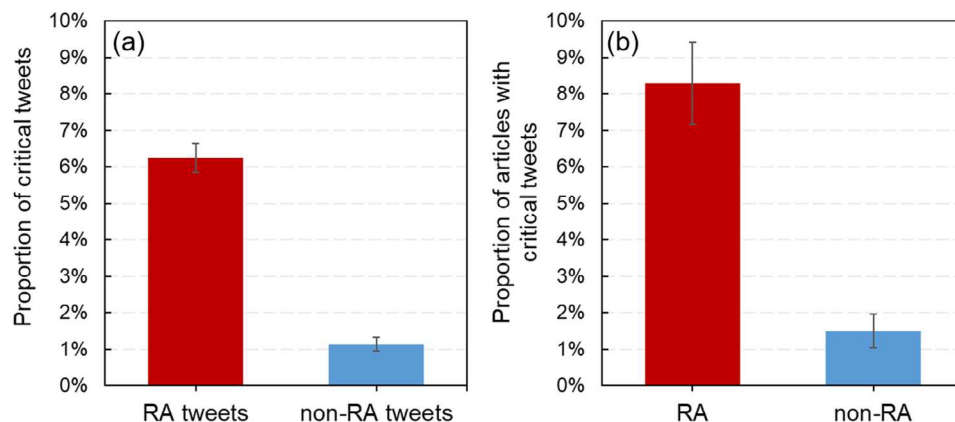 (a)
Proportion of critical tweets
10%
9%
8%
7%
6%
5%
4%
3%
2%
1%
0%
RA tweets
non-RA tweets
(b)
Proportion of articles with
critical tweets
10%
9%
8%
7%
6%
5%
4%
3%
2%
1%
0%
RA
non-RA